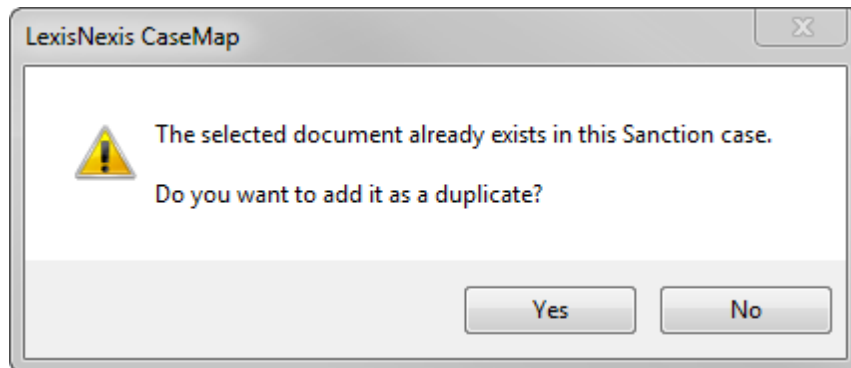 LexisNexis CaseMap
The selected document already exists in this Sanction case.
Do you want to add it as a duplicate?
Yes
No